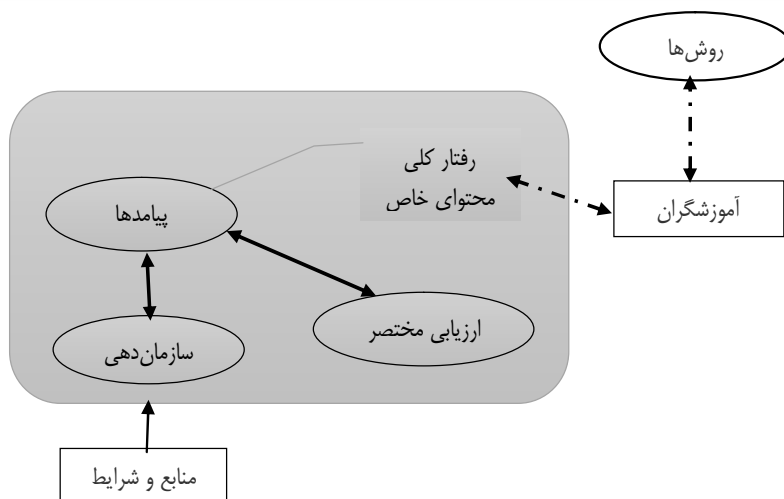 روش‌ها
رفتار کلی
محتوای خاص
آموزشگران
پیامدها
ارزیابی مختصر
سازمان‌دهی
منابع و شرایط